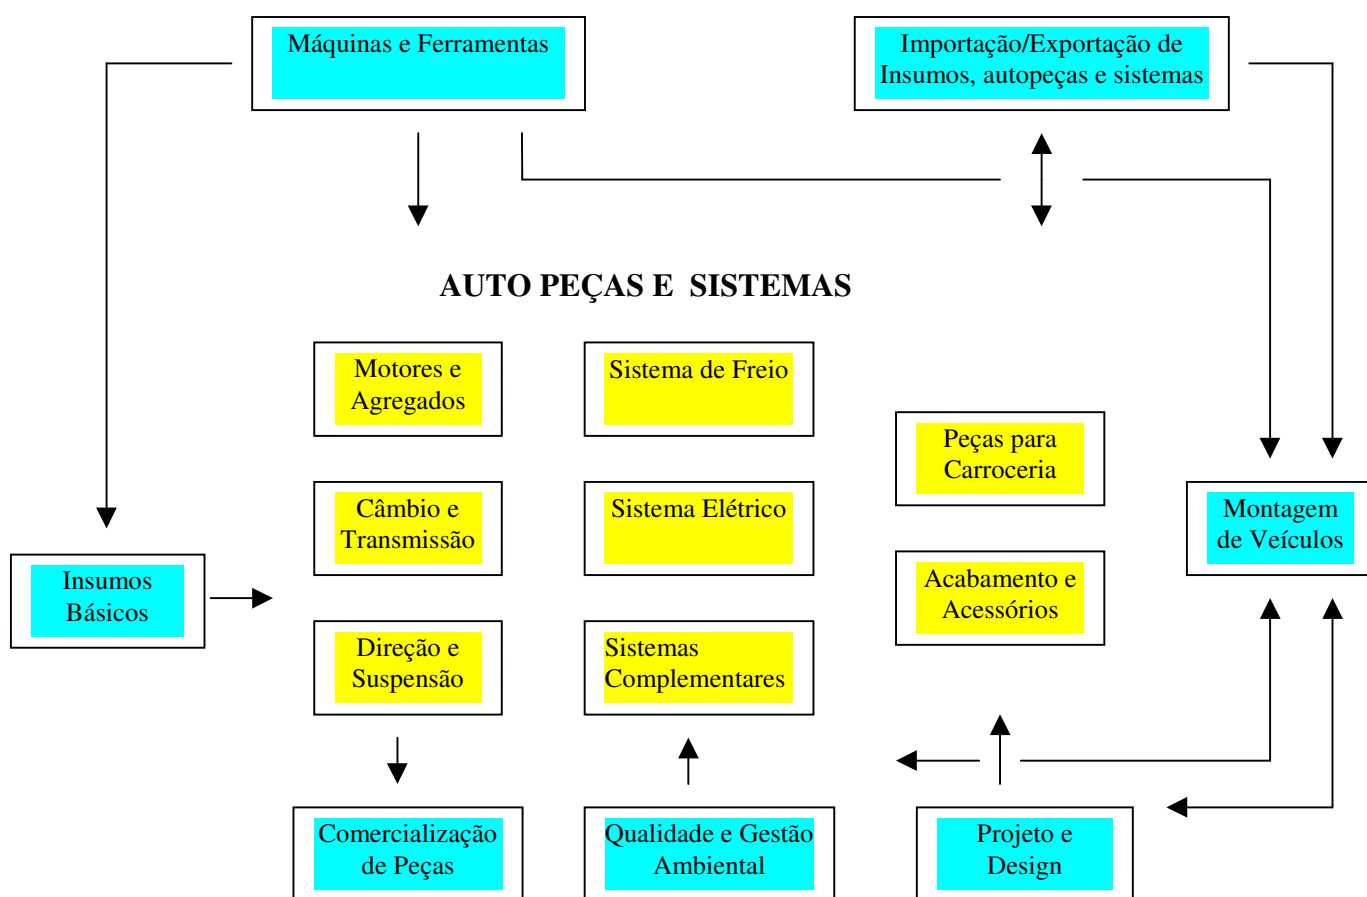 Máquinas e Ferramentas
Importação/Exportação de
Insumos, autopeças e sistemas
AUTO PEÇAS E SISTEMAS
Motores e
Agregados
Sistema de Freio
Peças para
Carroceria
Câmbio e
Transmissão
Sistema Elétrico
Montagem
de Veículos
Insumos
Básicos
Acabamento e
Acessórios
Direção e
Suspensão
Sistemas
Complementares
Comercialização
de Peças
Qualidade e Gestão
Ambiental
Projeto e
Design